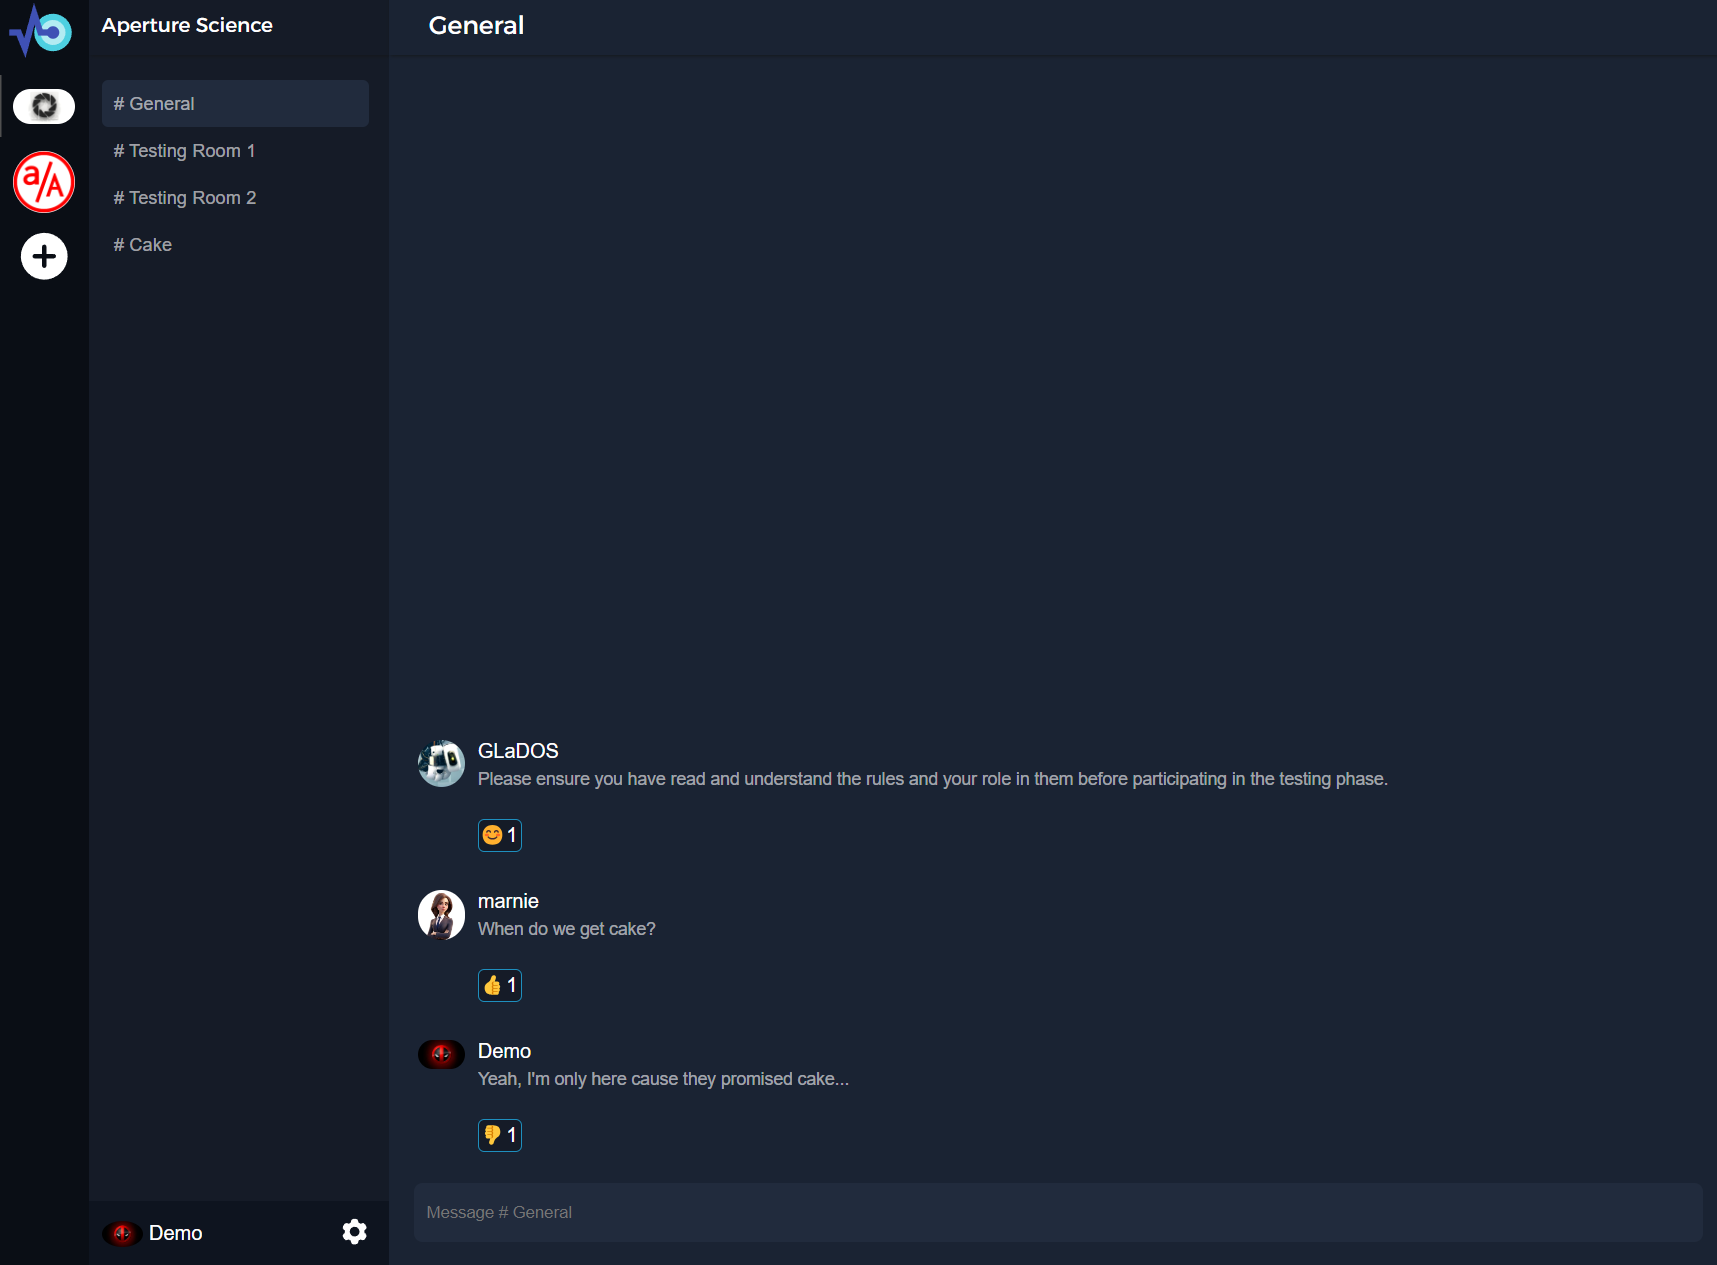 Aperture Science
General
# General
# Testing Room 1
# Testing Room 2
# Cake
a/A
GLaDOS
Please ensure you have read and understand the rules and your role in them before participating in the testing phase.
😊 1
marnie
When do we get cake?
👍 1
Demo
Yeah, I'm only here cause they promised cake...
👎 1
Message # General
Demo